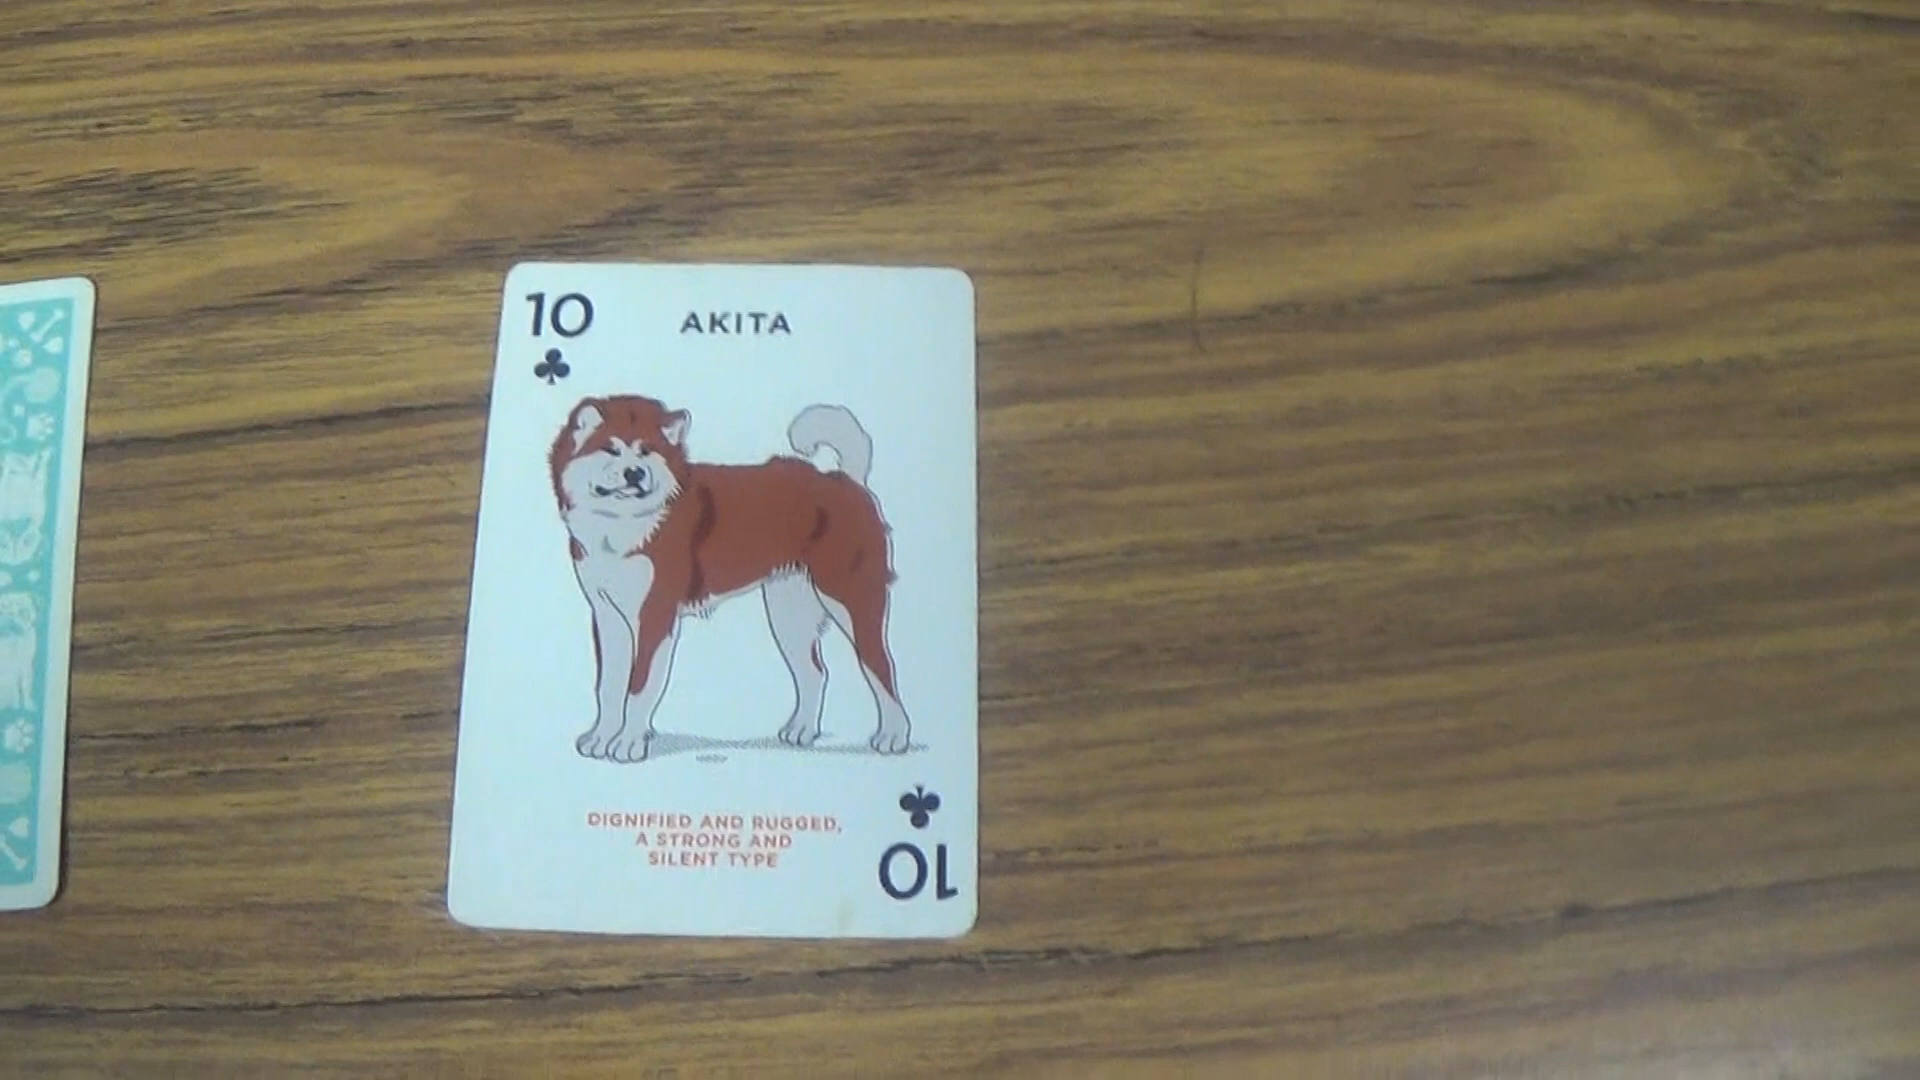 10
AKITA
DIGNIFIED AND RUGGED,
A STRONG AND
SILENT TYPE
10